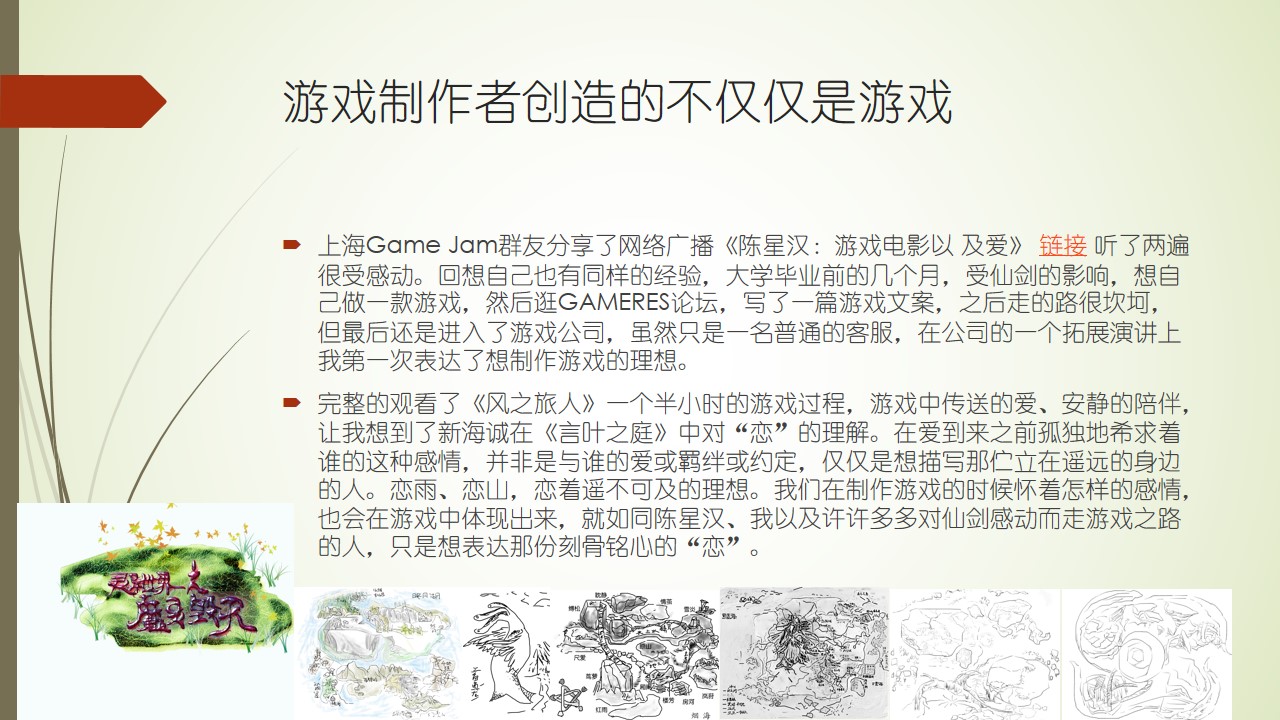 游戏制作者创造的不仅仅是游戏
上海Game Jam群友分享了网络广播《陈星汉：游戏电影以 及爱》 链接 听了两遍
很受感动。回想自己也有同样的经验，大学毕业前的几个月，受仙剑的影响，想自
己做一款游戏，然后逛GAMERES论坛，写了一篇游戏文案，之后走的路很坎坷，
但最后还是进入了游戏公司，虽然只是一名普通的客服，在公司的一个拓展演讲上
我第一次表达了想制作游戏的理想。
完整的观看了《风之旅人》一个半小时的游戏过程，游戏中传送的爱、安静的陪伴，
让我想到了新海诚在《言叶之庭》中对“恋”的理解。在爱到来之前孤独地希求着
谁的这种感情，并非是与谁的爱或羁绊或约定，仅仅是想描写那伫立在遥远的身边
的人。恋雨、恋山，恋着遥不可及的理想。我们在制作游戏的时候怀着怎样的感情，
也会在游戏中体现出来，就如同陈星汉、我以及许许多多对仙剑感动而走游戏之路
的人，只是想表达那份刻骨铭心的“恋”。
烟 海